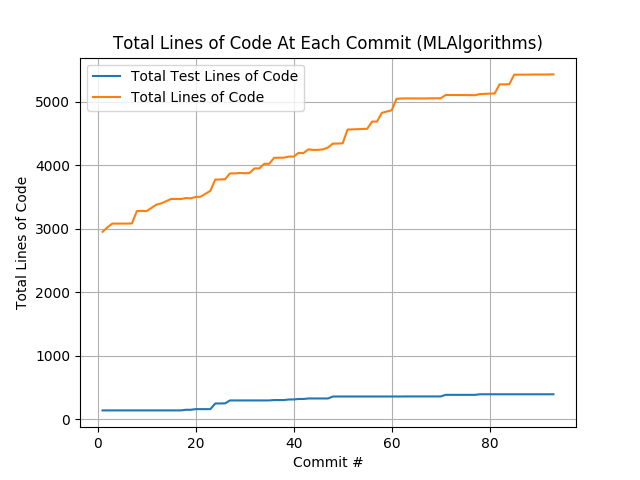 Total Lines of Code At Each Commit (MLAlgorithms)
Total Test Lines of Code
Total Lines of Code
Total Lines of Code
5000
4000
3000
2000
1000
0
0 20 40 60 80
Commit #